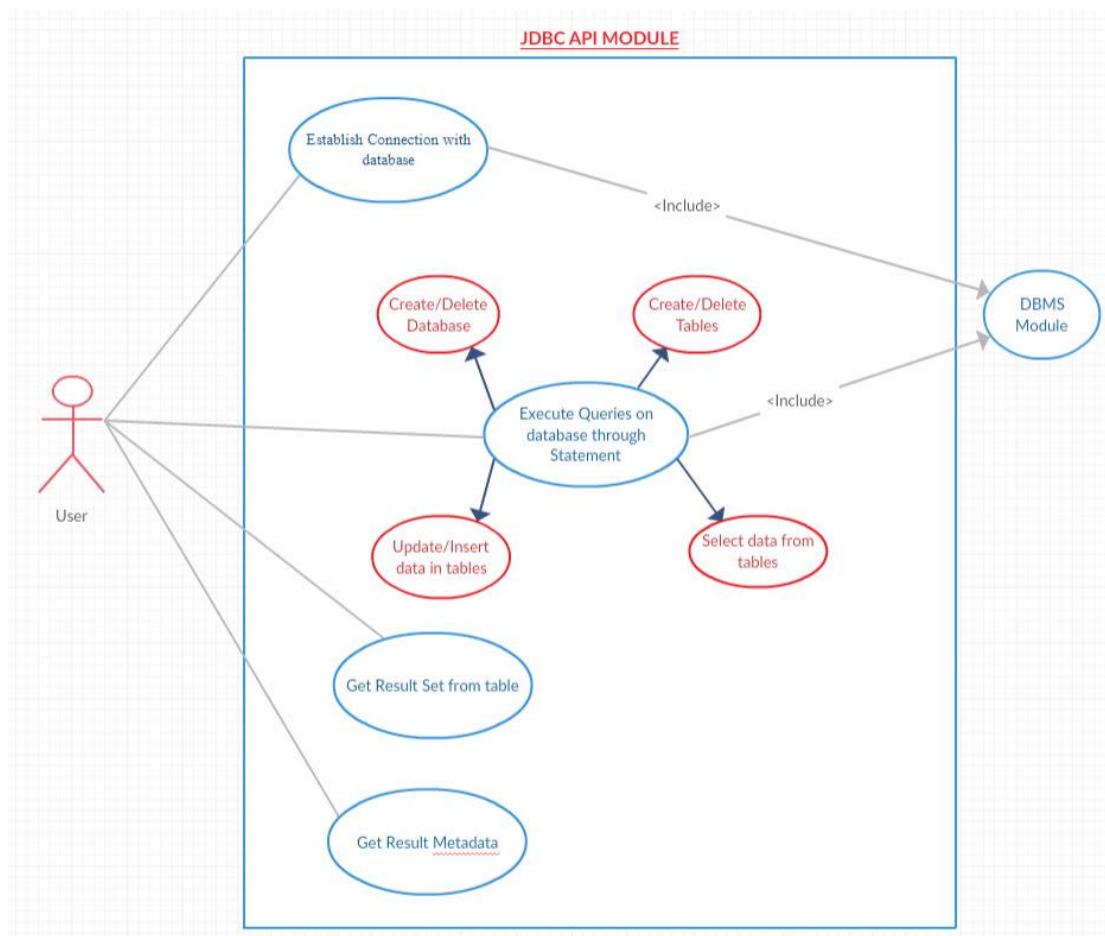 JDBC API MODULE
Establish Connection with
database
<Include>
Create/Delete
Database
Create/Delete
Tables
DBMS
Module
<Include>
Execute Queries on
database through
Statement
User
Update/Insert
data in tables
Select data from
tables
Get Result Set from table
Get Result Metadata